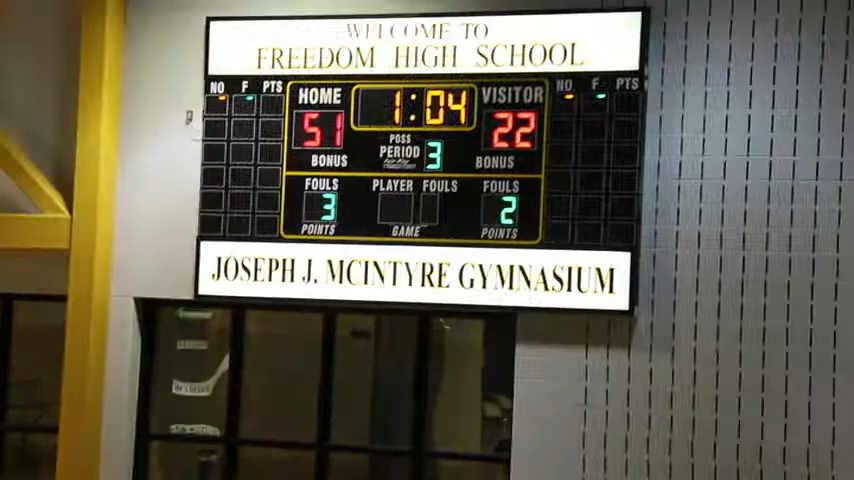 WELCOME TO
FREEDOM HIGH SCHOOL
NO F PTS HOME 1:04 VISITOR NO F PTS
51 POSS 22
BONUS PERIOD 3 BONUS
FOULS PLAYER FOULS FOULS
3 2
POINTS GAME POINTS
JOSEPH J. MCINTYRE GYMNASIUM